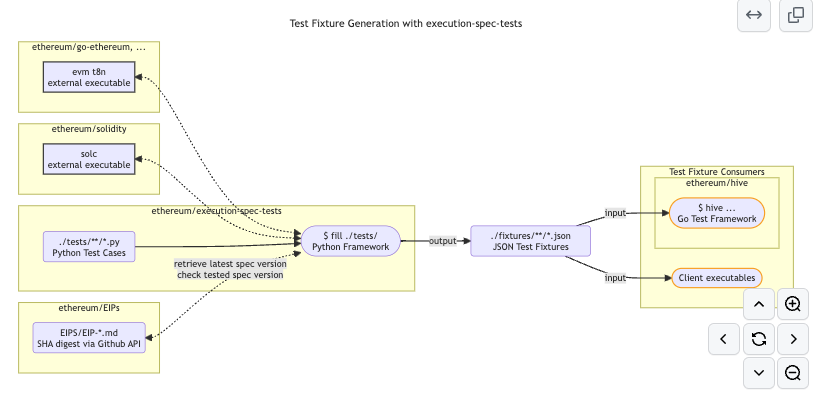 Test Fixture Generation with execution-spec-tests
ethereum/go-ethereum, ...
evm t8n
external executable
ethereum/solidity
solc
external executable
ethereum/execution-spec-tests
./tests/**/*.py
Python Test Cases
$ fill ./tests/
Python Framework
retrieve latest spec version
check tested spec version
ethereum/EIPs
EIPS/EIP-*.md
SHA digest via Github API
output
./fixtures/**/*.json
JSON Test Fixtures
input
input
Test Fixture Consumers
ethereum/hive
$ hive ...
Go Test Framework
Client executables